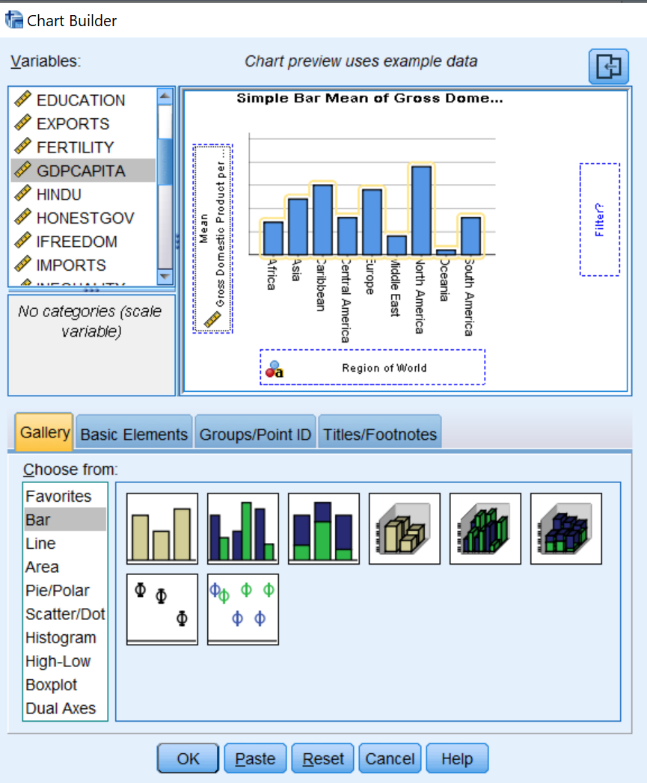 Chart Builder
Variables:
Chart preview uses example data
EDUCATION
EXPORTS
FERTILITY
GDPCAPITA
HINDU
HONESTGOV
IFREEDOM
IMPORTS
No categories (scale
variable)
Simple Bar Mean of Gross Dome...
Mean
Gross Domestic Product per ...
Africa
Asia
Caribbean
Central America
Europe
Middle East
North America
Oceania
South America
Filter?
a
Region of World
Gallery
Basic Elements
Groups/Point ID
Titles/Footnotes
Choose from:
Favorites
Bar
Line
Area
Pie/Polar
Scatter/Dot
Histogram
High-Low
Boxplot
Dual Axes
OK
Paste
Reset
Cancel
Help